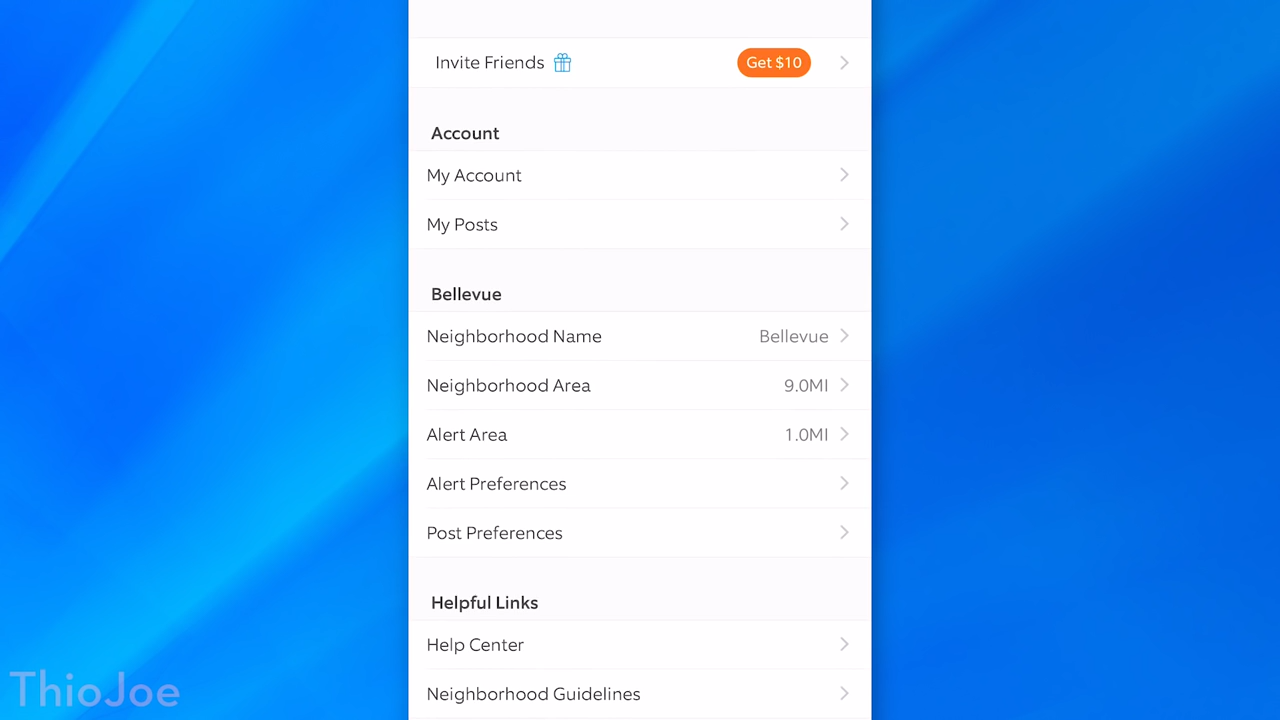 Invite Friends Get $10
Account
My Account
My Posts
Bellevue
Neighborhood Name Bellevue
Neighborhood Area 9.0MI
Alert Area 1.0MI
Alert Preferences
Post Preferences
Helpful Links
Help Center
Neighborhood Guidelines
ThioJoe